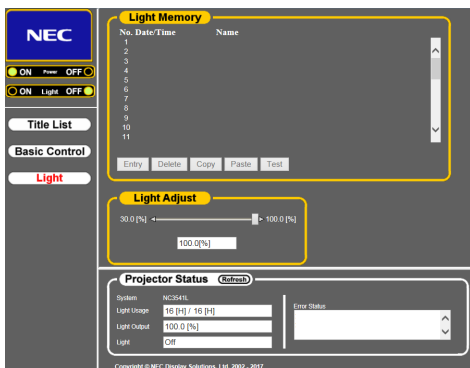 NEC
ON Power OFF
ON Light OFF
Title List
Basic Control
Light
Light Memory
No. Date/Time Name
1
2
3
4
5
6
7
8
9
10
11
Entry Delete Copy Paste Test
Light Adjust
30.0 [%] 100.0 [%]
100.0[%]
Projector Status Refresh
System NC3541L
Light Usage 16 [H] / 16 [H]
Light Output 100.0 [%]
Light Off
Error Status
Copyright © NEC Display Solutions, Ltd. 2002 - 2017